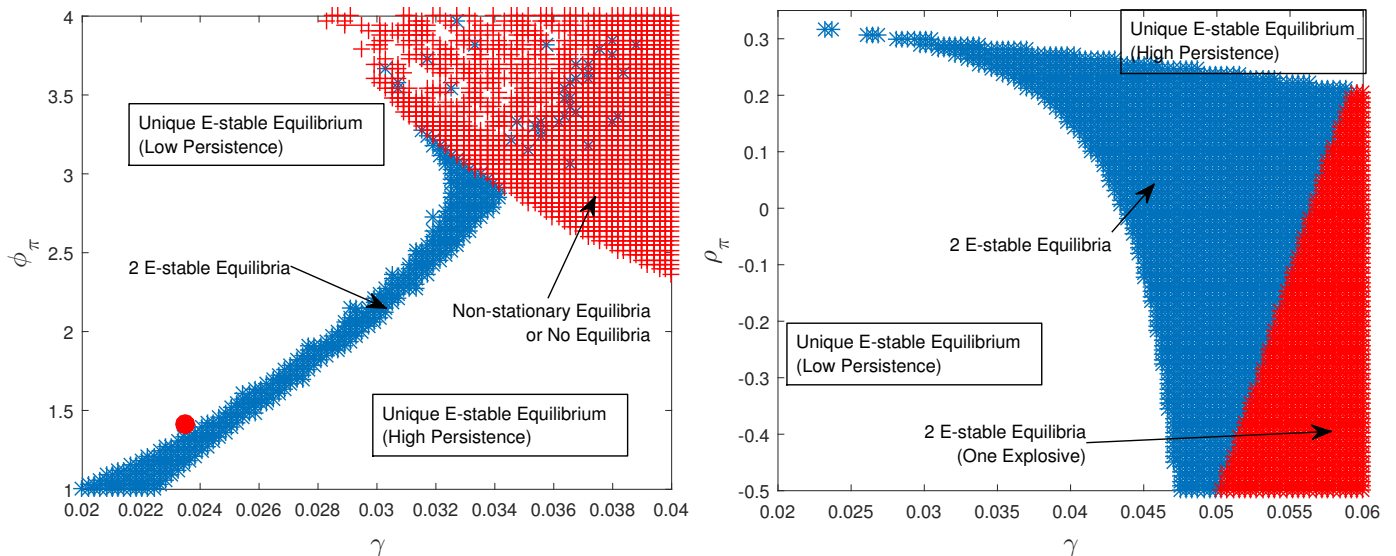 4
3.5
3
2.5
2
1.5
1
ϕ_π
0.02 0.022 0.024 0.026 0.028 0.03 0.032 0.034 0.036 0.038 0.04
γ
Unique E-stable Equilibrium
(Low Persistence)
2 E-stable Equilibria
Non-stationary Equilibria
or No Equilibria
Unique E-stable Equilibrium
(High Persistence)
0.3
0.2
0.1
0
-0.1
-0.2
-0.3
-0.4
-0.5
ρ_π
0.02 0.025 0.03 0.035 0.04 0.045 0.05 0.055 0.06
γ
Unique E-stable Equilibrium
(High Persistence)
2 E-stable Equilibria
Unique E-stable Equilibrium
(Low Persistence)
2 E-stable Equilibria
(One Explosive)